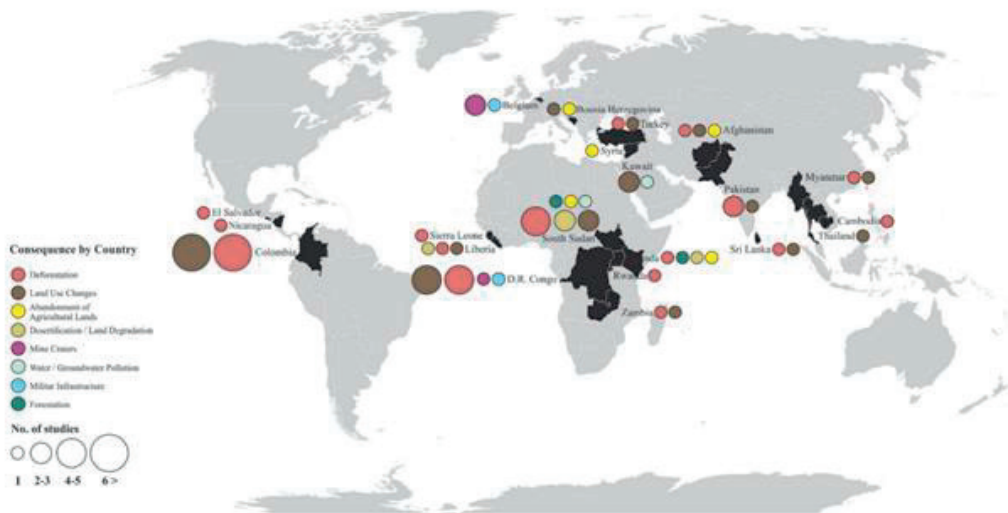 Belgium
Bosnia Herzegovina
Turkey
Afghanistan
Syria
Kuwait
Myanmar
Pakistan
El Salvador
Nicaragua
Colombia
Sierra Leone
Liberia
South Sudan
Cambodia
Thailand
Sri Lanka
D.R. Congo
Rwanda
Zambia
Consequence by Country
Deforestation
Land Use Changes
Abandonment of
Agricultural Lands
Desertification / Land Degradation
Mine Craters
Water / Groundwater Pollution
Militar Infrastructure
Forestation
No. of studies
1 2-3 4-5 6 >